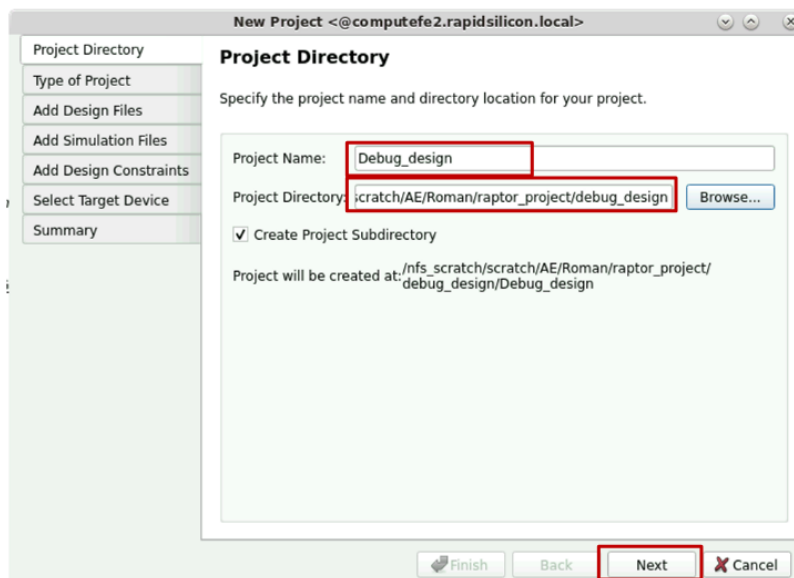 New Project <@computefe2.rapidsilicon.local>
Project Directory
Type of Project
Add Design Files
Add Simulation Files
Add Design Constraints
Select Target Device
Summary
Project Directory
Specify the project name and directory location for your project.
Project Name: Debug_design
Project Directory: scratch/AE/Roman/raptor_project/debug_design Browse...
Create Project Subdirectory
Project will be created at: /nfs_scratch/scratch/AE/Roman/raptor_project/
debug_design/Debug_design
Finish Back Next Cancel